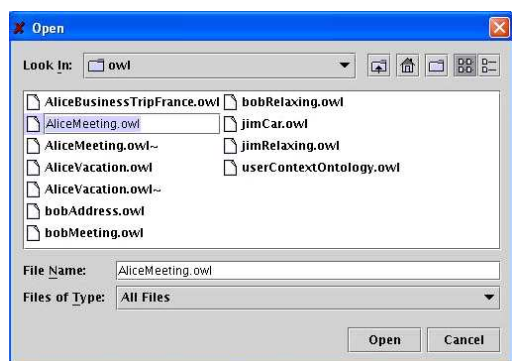 Open
Look In: owl
AliceBusinessTripFrance.owl
AliceMeeting.owl
AliceMeeting.owl~
AliceVacation.owl
AliceVacation.owl~
bobAddress.owl
bobMeeting.owl
bobRelaxing.owl
jimCar.owl
jimRelaxing.owl
userContextOntology.owl
File Name: AliceMeeting.owl
Files of Type: All Files
Open Cancel